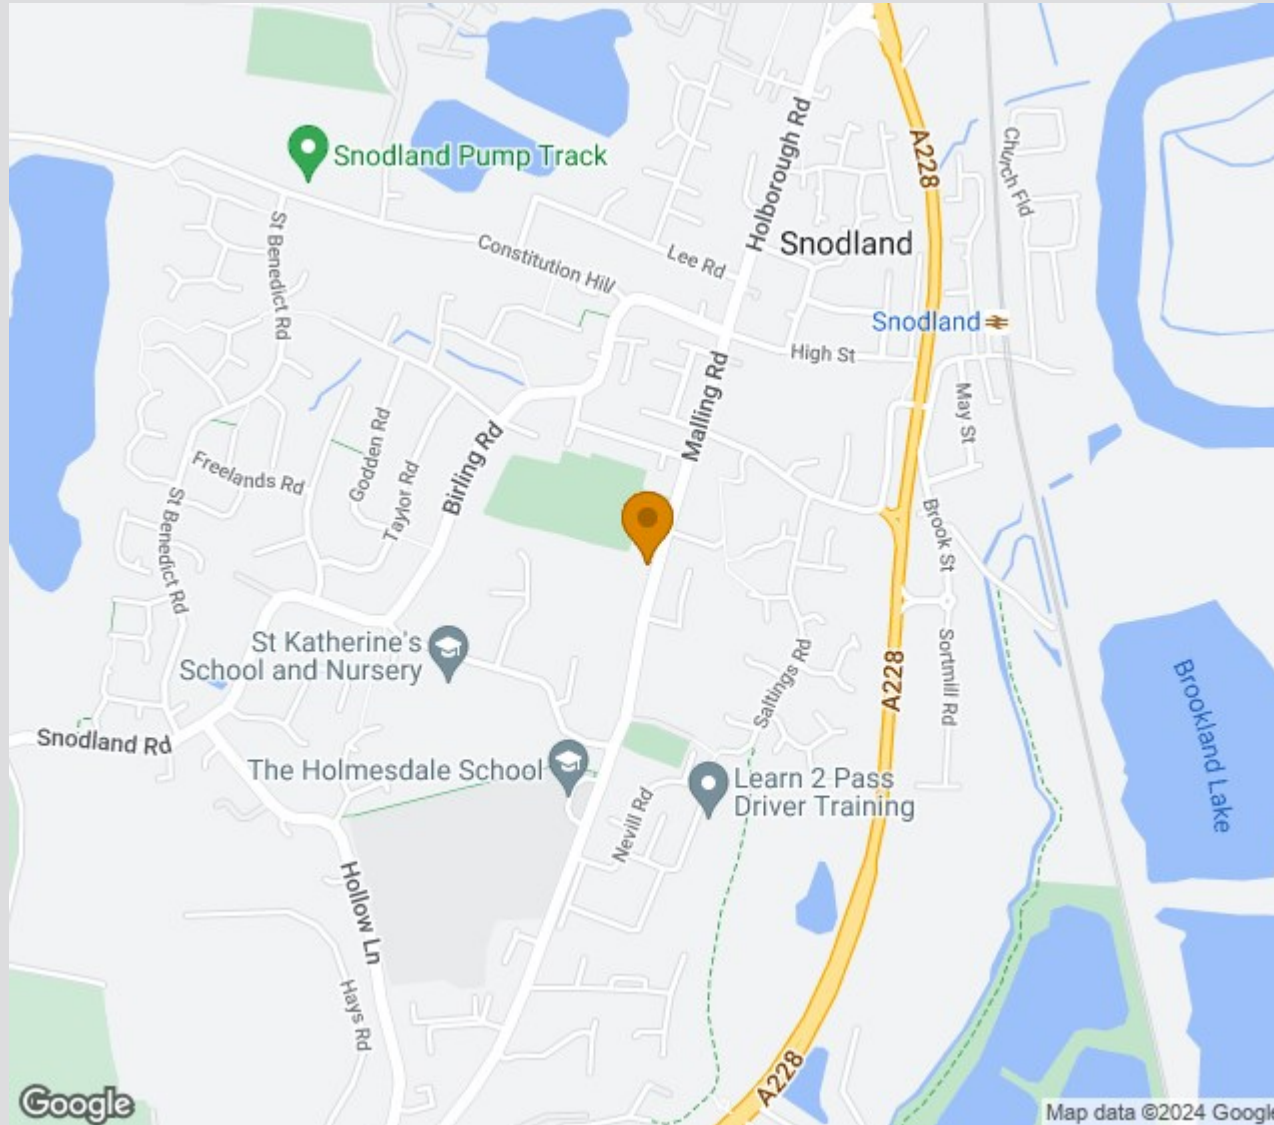 A228
Holborough Rd
Church Fld
Snodland Pump Track
St Benedict Rd
Constitution Hill
Lee Rd
Snodland
Snodland
High St
Malling Rd
May St
Godden Rd
Taylor Rd
Birling Rd
Freelands Rd
St Benedict Rd
Brook St
St Katherine's
School and Nursery
Saltings Rd
A228
Sortmill Rd
Brookland Lake
Snodland Rd
The Holmesdale School
Learn 2 Pass
Driver Training
Nevill Rd
Hollow Ln
Hays Rd
A228
Google
Map data ©2024 Google